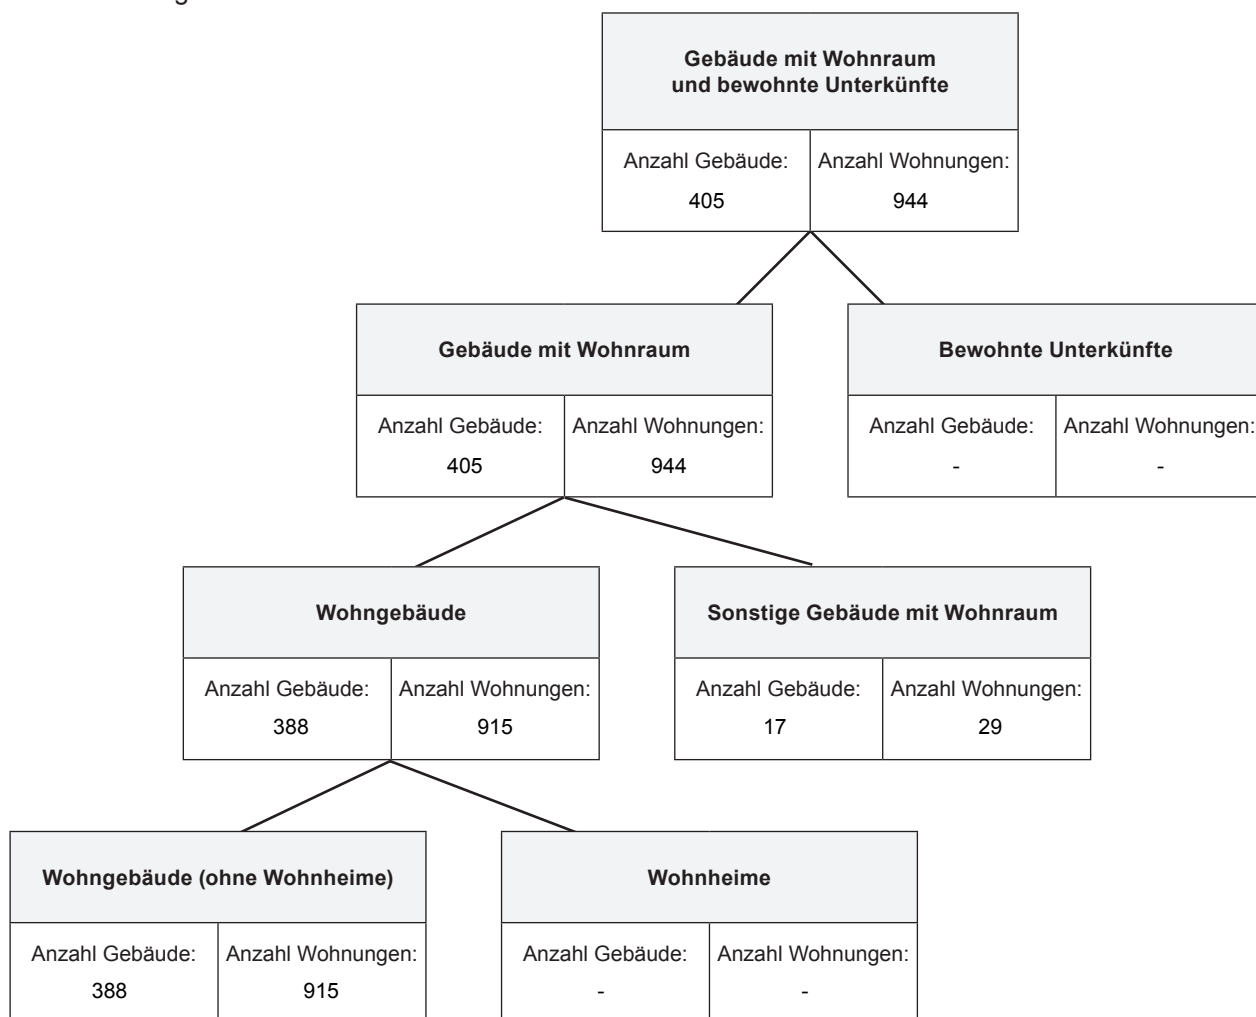 Gebäude mit Wohnraum
und bewohnte Unterkünfte
Anzahl Gebäude: Anzahl Wohnungen:
405 944
Gebäude mit Wohnraum
Anzahl Gebäude: Anzahl Wohnungen:
405 944
Bewohnte Unterkünfte
Anzahl Gebäude: Anzahl Wohnungen:
- -
Wohngebäude
Anzahl Gebäude: Anzahl Wohnungen:
388 915
Sonstige Gebäude mit Wohnraum
Anzahl Gebäude: Anzahl Wohnungen:
17 29
Wohngebäude (ohne Wohnheime)
Anzahl Gebäude: Anzahl Wohnungen:
388 915
Wohnheime
Anzahl Gebäude: Anzahl Wohnungen:
- -